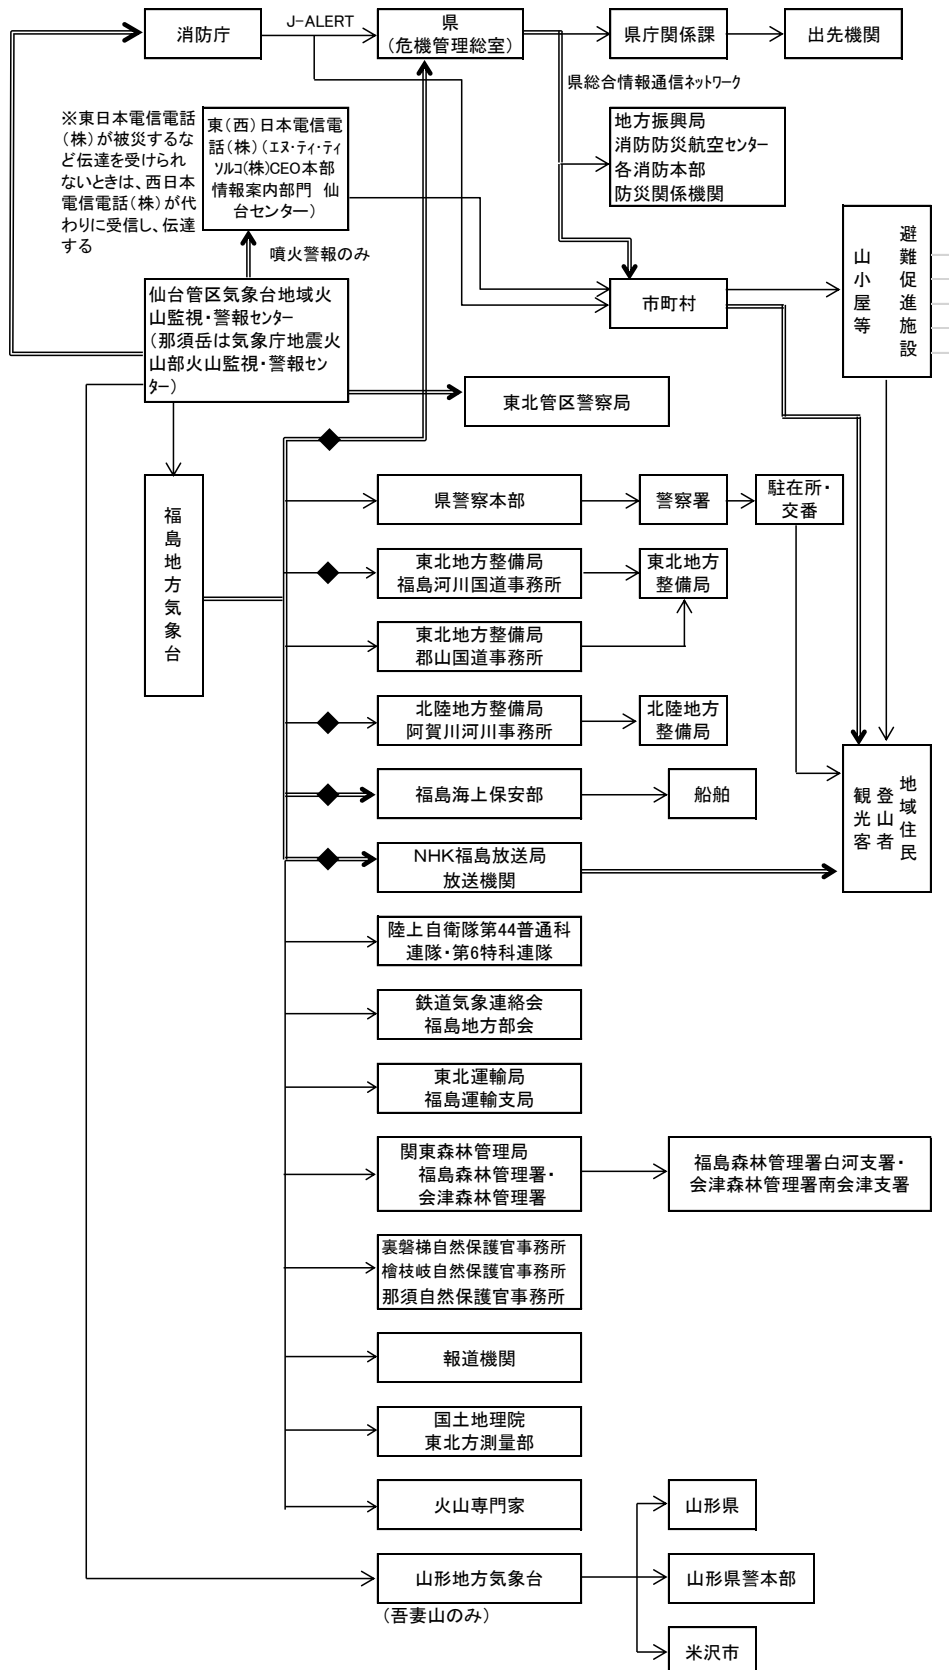 消防庁
J-ALERT
県
(危機管理総室)
県庁関係課
出先機関
県総合情報通信ネットワーク
※東日本電信電話
(株)が被災するな
ど伝達を受けられ
ないときは、西日本
電信電話(株)が代
わりに受信し、伝達
する
東(西)日本電信電
話(株)(エヌ・ティ・ティ
ソルコ(株)CEO本部
情報案内部門 仙
台センター)
地方振興局
消防防災航空センター
各消防本部
防災関係機関
噴火警報のみ
避難促進施設
山小屋等
仙台管区気象台地域火
山監視・警報センター
(那須岳は気象庁地震火
山部火山監視・警報セン
ター)
市町村
東北管区警察局
福島地方気象台
県警察本部
警察署
駐在所・
交番
東北地方整備局
福島河川国道事務所
東北地方
整備局
東北地方整備局
郡山国道事務所
北陸地方整備局
阿賀川河川事務所
北陸地方
整備局
福島海上保安部
船舶
地域住民
登山者
観光客
NHK福島放送局
放送機関
陸上自衛隊第44普通科
連隊・第6特科連隊
鉄道気象連絡会
福島地方部会
東北運輸局
福島運輸支局
関東森林管理局
福島森林管理署・
会津森林管理署
福島森林管理署白河支署・
会津森林管理署南会津支署
裏磐梯自然保護官事務所
檜枝岐自然保護官事務所
那須自然保護官事務所
報道機関
国土地理院
東北方測量部
火山専門家
山形県
山形地方気象台
(吾妻山のみ)
山形県警本部
米沢市